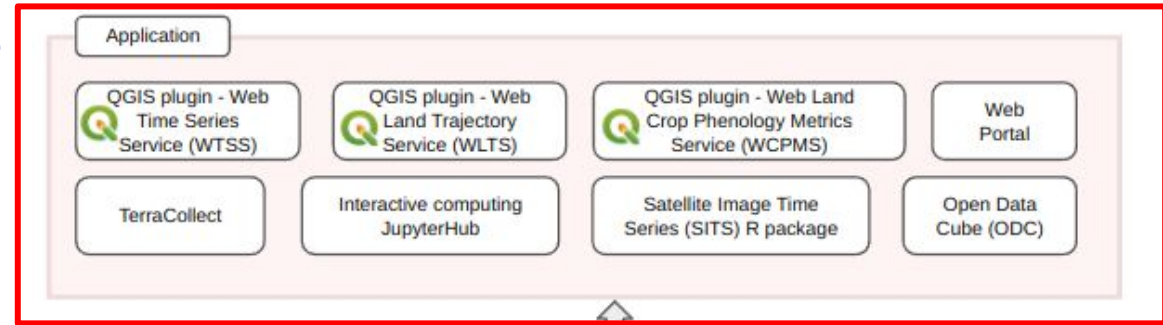 Application
QGIS plugin - Web
Time Series
Service (WTSS)
QGIS plugin - Web
Land Trajectory
Service (WLTS)
QGIS plugin - Web Land
Crop Phenology Metrics
Service (WCPMS)
Web
Portal
TerraCollect
Interactive computing
JupyterHub
Satellite Image Time
Series (SITS) R package
Open Data
Cube (ODC)